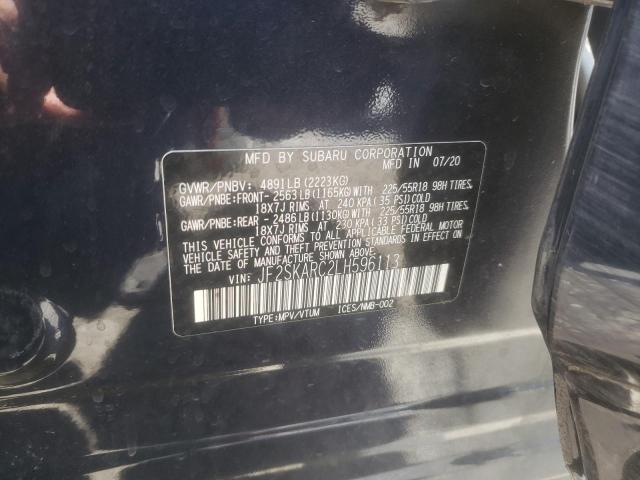 MFD BY SUBARU CORPORATION
MFD IN 07/20
GVWR/PNBV: 4891LB(2223KG)
GAWR/PNBE:FRONT- 2563LB(1165KG)WITH 225/55R18 98H TIRES,
18X7J RIMS AT 240 KPA(35 PSI)COLD
GAWR/PNBE:REAR - 2486LB(1130KG)WITH 225/55R18 98H TIRES,
18X7J RIMS AT 230 KPA(33 PSI)COLD
THIS VEHICLE CONFORMS TO ALL APPLICABLE FEDERAL MOTOR
VEHICLE SAFETY AND THEFT PREVENTION STANDARDS IN EFFECT
ON THE DATE OF MANUFACTURE SHOWN ABOVE.
VIN: JF2SKARC2LH596113
TYPE:MPV/VTUM ICES/NMB-002